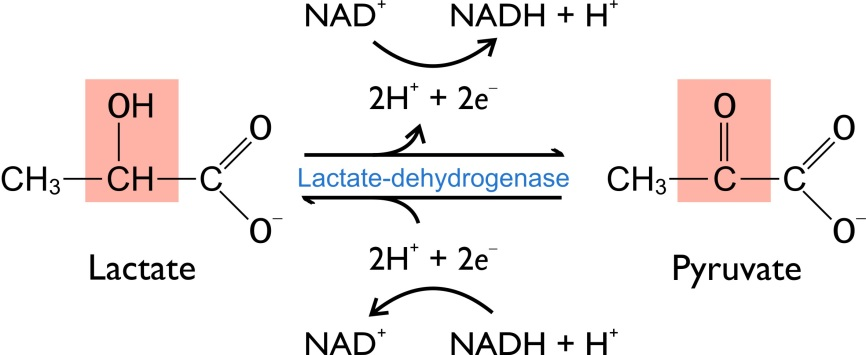 NAD⁺ NADH + H⁺
2H⁺ + 2e⁻
OH
O
CH₃ CH C
O⁻
Lactate
Lactate-dehydrogenase
O
O
CH₃ C C
O⁻
Pyruvate
2H⁺ + 2e⁻
NAD⁺ NADH + H⁺